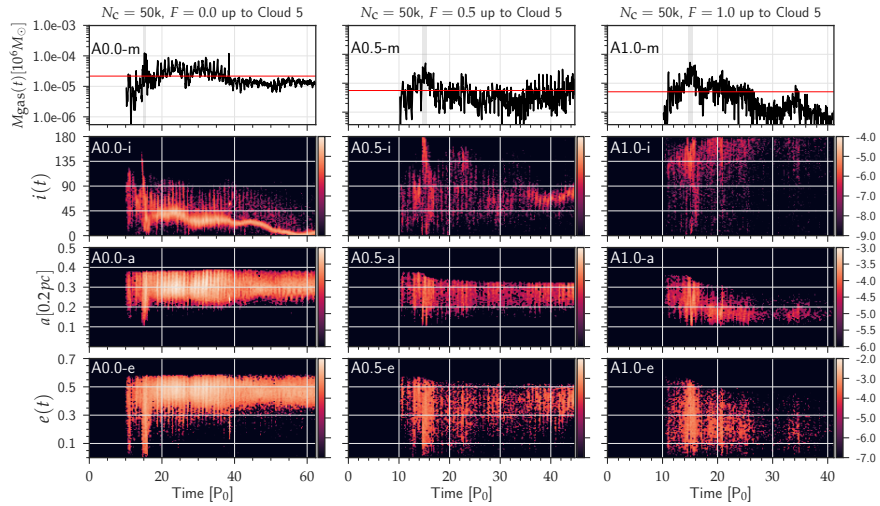 N_C = 50k, F = 0.0 up to Cloud 5
N_C = 50k, F = 0.5 up to Cloud 5
N_C = 50k, F = 1.0 up to Cloud 5
M_gas(t)[10^6 M_⊙]
1.0e-03
1.0e-04
1.0e-05
1.0e-06
A0.0-m
A0.5-m
A1.0-m
i(t)
180
135
90
45
0
A0.0-i
A0.5-i
A1.0-i
-4.0
-5.0
-6.0
-7.0
-8.0
-9.0
a[0.2pc]
0.5
0.4
0.3
0.2
0.1
A0.0-a
A0.5-a
A1.0-a
-3.0
-3.5
-4.0
-4.5
-5.0
-5.5
-6.0
e(t)
0.7
0.5
0.3
0.1
A0.0-e
A0.5-e
A1.0-e
-2.0
-3.0
-4.0
-5.0
-6.0
-7.0
0 20 40 60
0 10 20 30 40
0 10 20 30 40
Time [P_0]
Time [P_0]
Time [P_0]